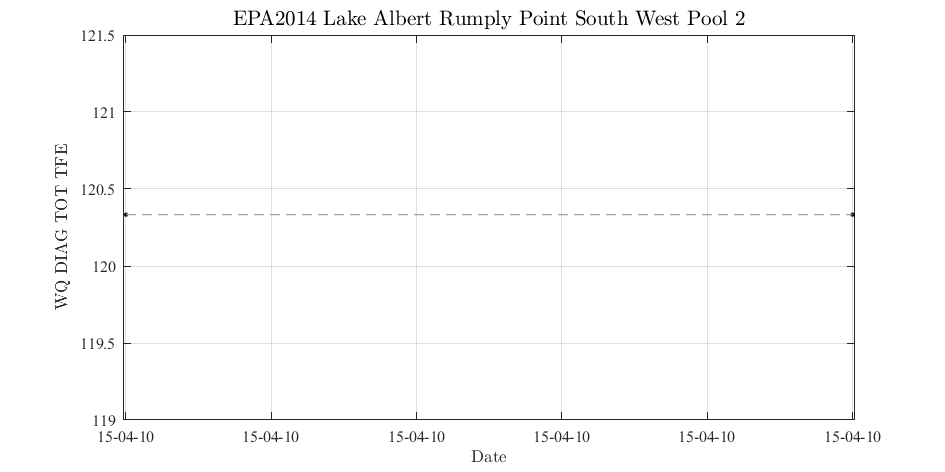 EPA2014 Lake Albert Rumply Point South West Pool 2
121.5
121
120.5
120
119.5
119
WQ DIAG TOT TFE
15-04-10 15-04-10 15-04-10 15-04-10 15-04-10 15-04-10
Date